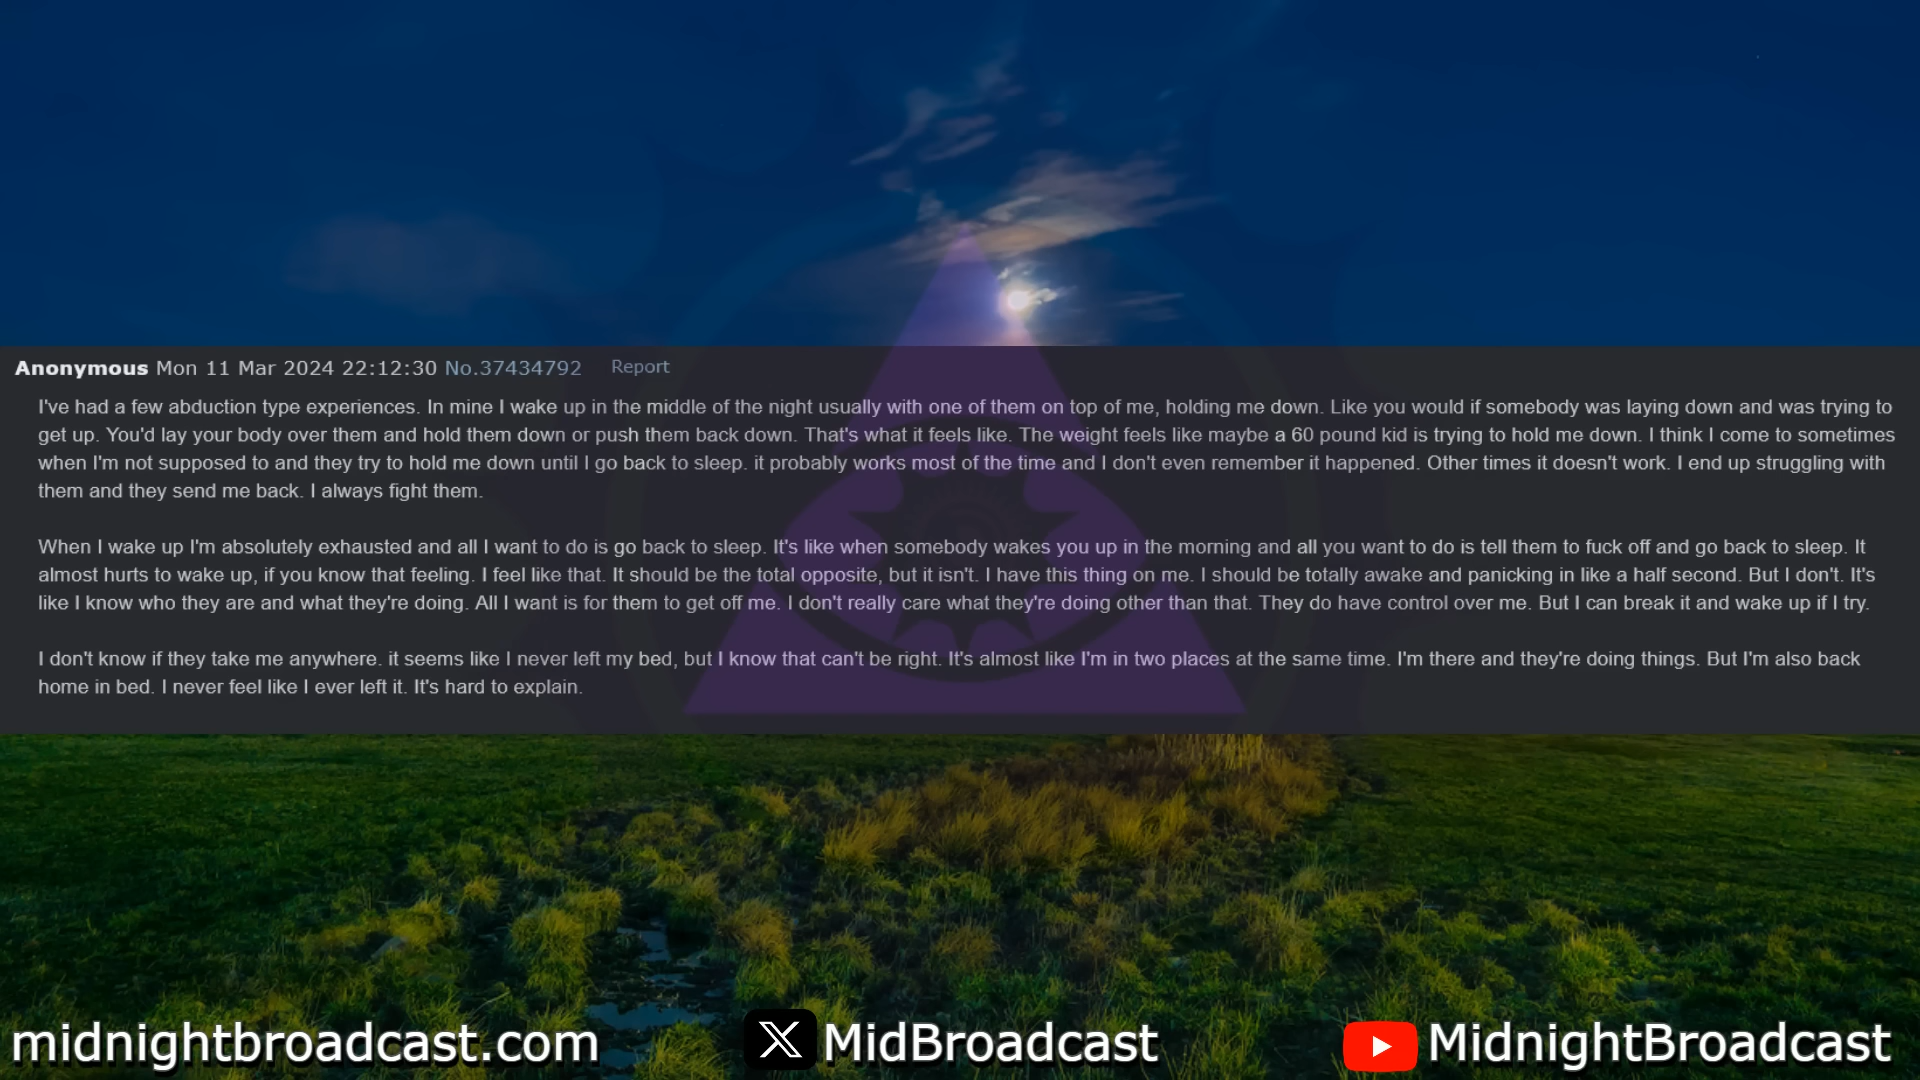 Anonymous Mon 11 Mar 2024 22:12:30 No.37434792 Report
I've had a few abduction type experiences. In mine I wake up in the middle of the night usually with one of them on top of me, holding me down. Like you would if somebody was laying down and was trying to
get up. You'd lay your body over them and hold them down or push them back down. That's what it feels like. The weight feels like maybe a 60 pound kid is trying to hold me down. I think I come to sometimes
when I'm not supposed to and they try to hold me down until I go back to sleep. it probably works most of the time and I don't even remember it happened. Other times it doesn't work. I end up struggling with
them and they send me back. I always fight them.
When I wake up I'm absolutely exhausted and all I want to do is go back to sleep. It's like when somebody wakes you up in the morning and all you want to do is tell them to fuck off and go back to sleep. It
almost hurts to wake up, if you know that feeling. I feel like that. It should be the total opposite, but it isn't. I have this thing on me. I should be totally awake and panicking in like a half second. But I don't. It's
like I know who they are and what they're doing. All I want is for them to get off me. I don't really care what they're doing other than that. They do have control over me. But I can break it and wake up if I try.
I don't know if they take me anywhere. it seems like I never left my bed, but I know that can't be right. It's almost like I'm in two places at the same time. I'm there and they're doing things. But I'm also back
home in bed. I never feel like I ever left it. It's hard to explain.
midnightbroadcast.com MidBroadcast MidnightBroadcast